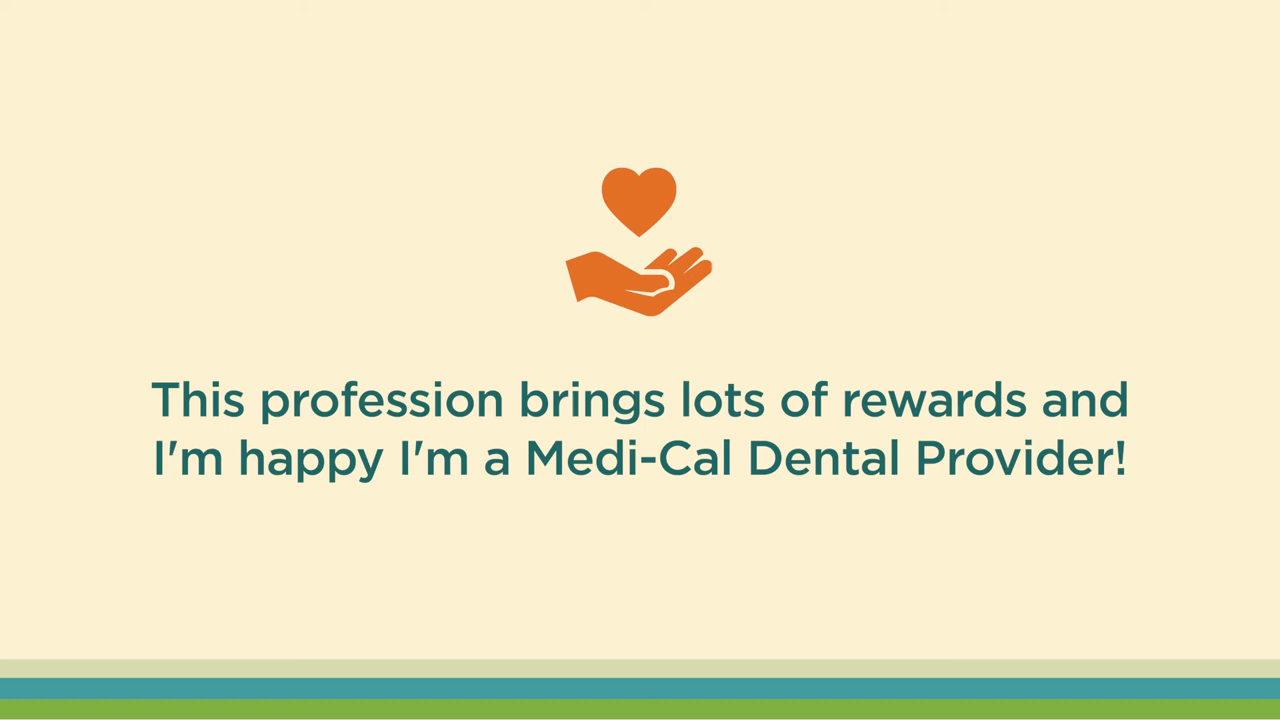 This profession brings lots of rewards and
I'm happy I'm a Medi-Cal Dental Provider!